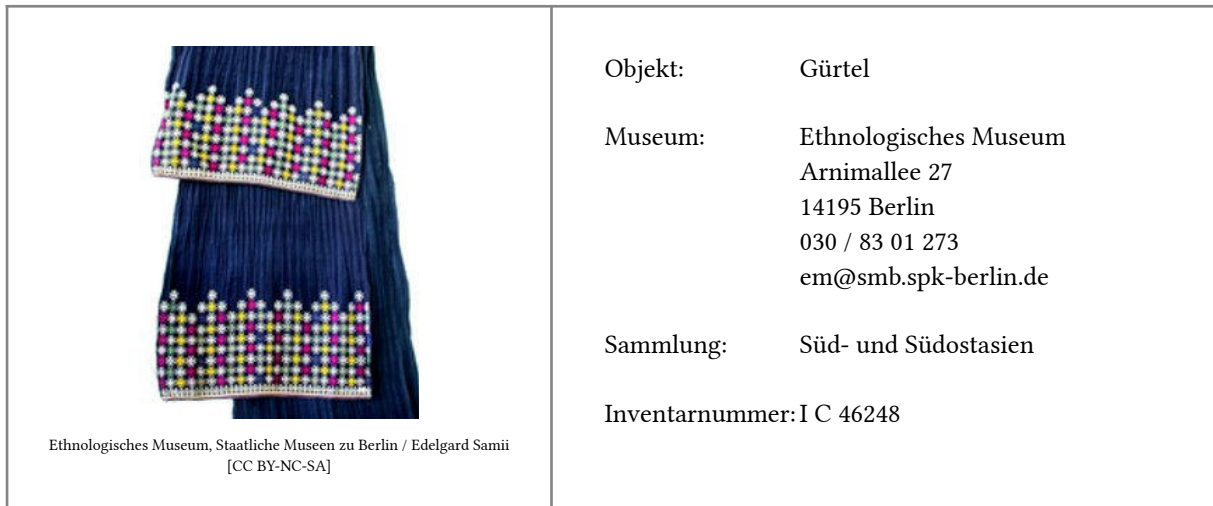 Ethnologisches Museum, Staatliche Museen zu Berlin / Edelgard Samii
[CC BY-NC-SA]
Objekt: Gürtel
Museum: Ethnologisches Museum
Arnimallee 27
14195 Berlin
030 / 83 01 273
em@smb.spk-berlin.de
Sammlung: Süd- und Südostasien
Inventarnummer: I C 46248